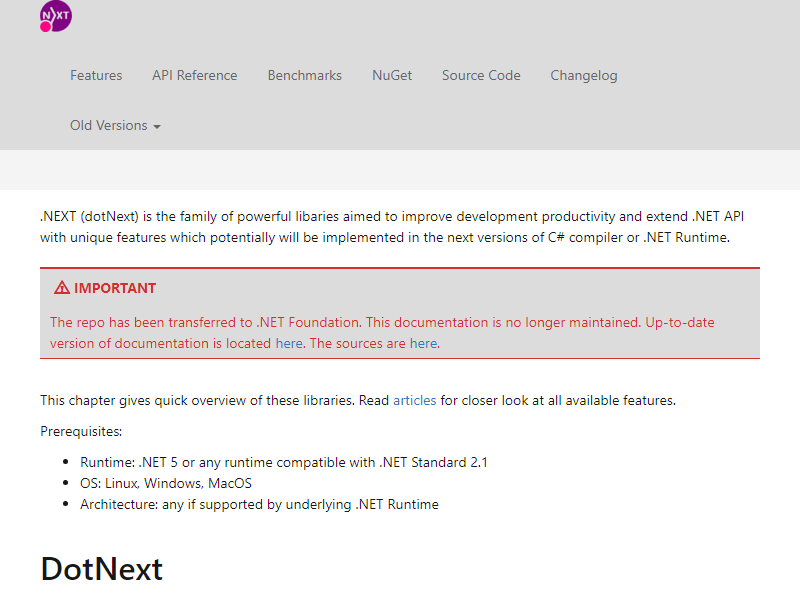 N)XT
Features API Reference Benchmarks NuGet Source Code Changelog
Old Versions
.NEXT (dotNext) is the family of powerful libaries aimed to improve development productivity and extend .NET API
with unique features which potentially will be implemented in the next versions of C# compiler or .NET Runtime.
IMPORTANT
The repo has been transferred to .NET Foundation. This documentation is no longer maintained. Up-to-date
version of documentation is located here. The sources are here.
This chapter gives quick overview of these libraries. Read articles for closer look at all available features.
Prerequisites:
• Runtime: .NET 5 or any runtime compatible with .NET Standard 2.1
• OS: Linux, Windows, MacOS
• Architecture: any if supported by underlying .NET Runtime
DotNext